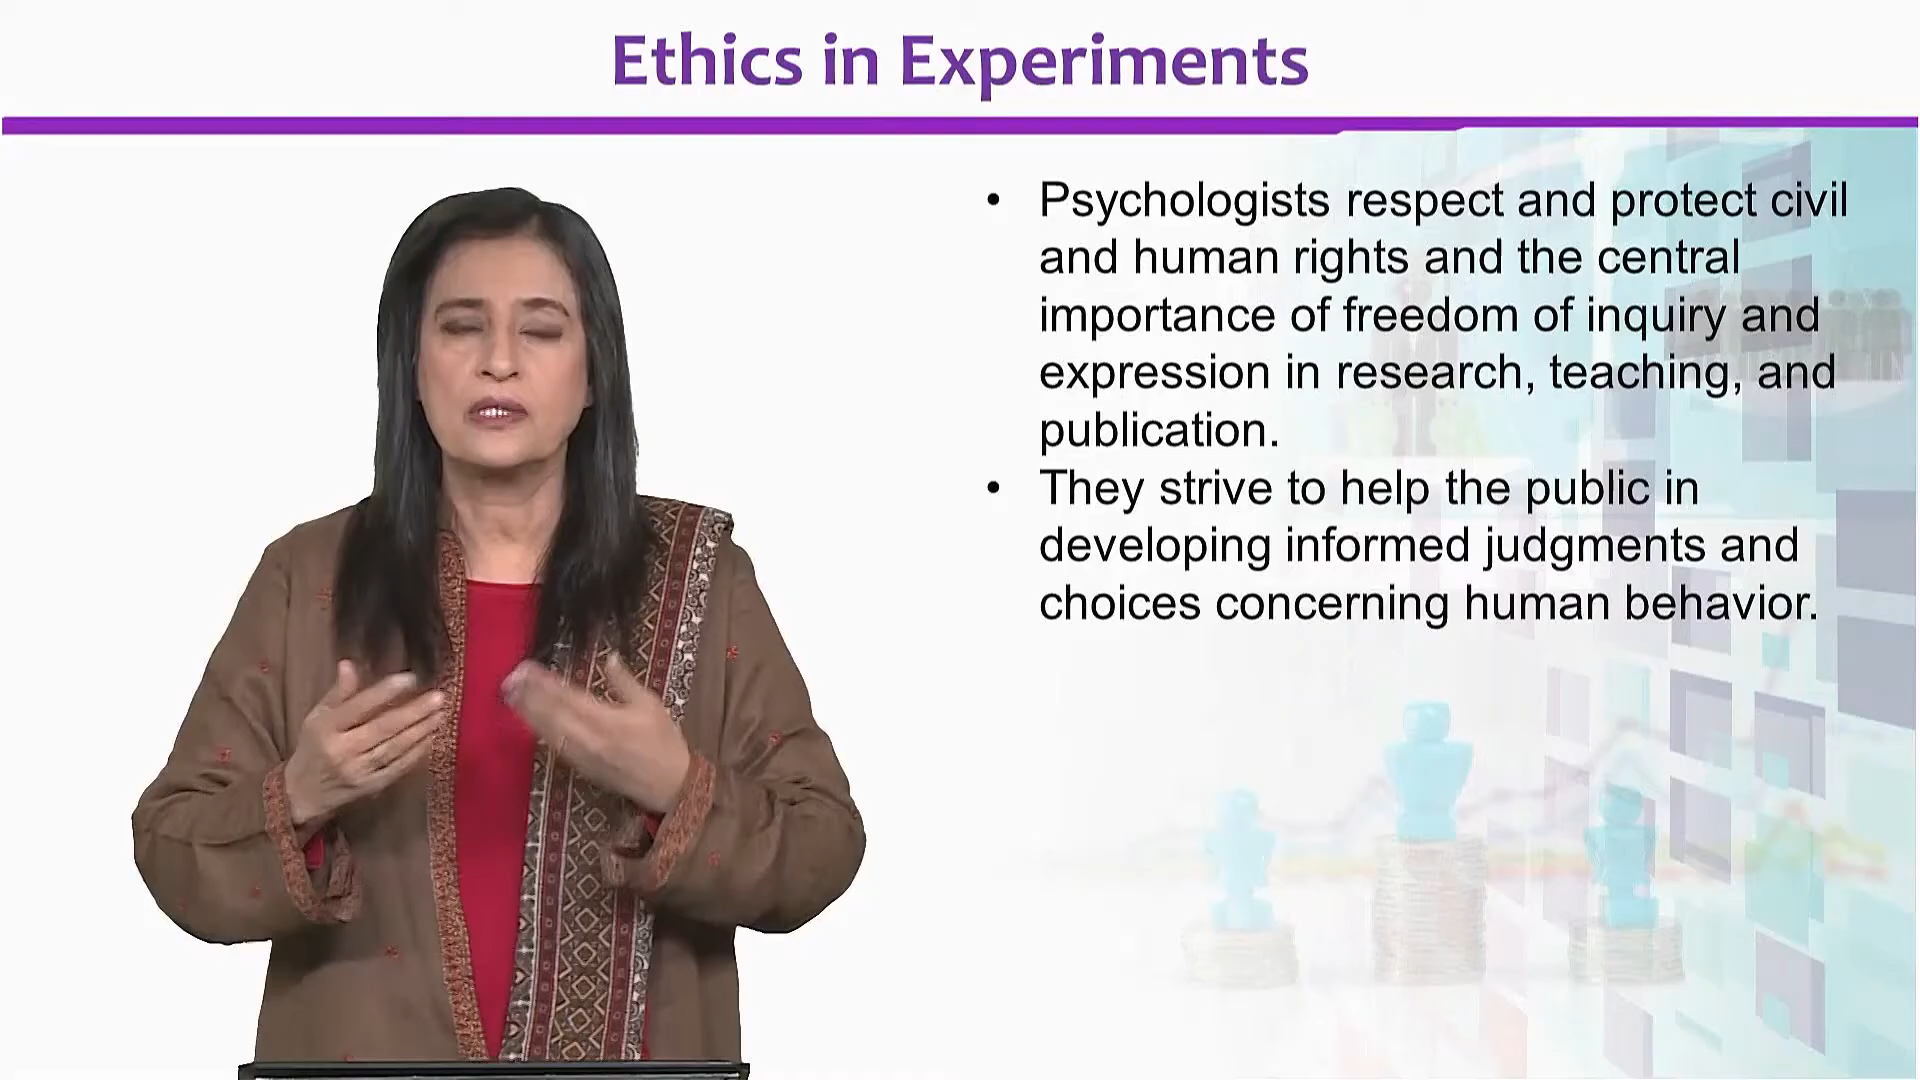 Ethics in Experiments
• Psychologists respect and protect civil
and human rights and the central
importance of freedom of inquiry and
expression in research, teaching, and
publication.
• They strive to help the public in
developing informed judgments and
choices concerning human behavior.